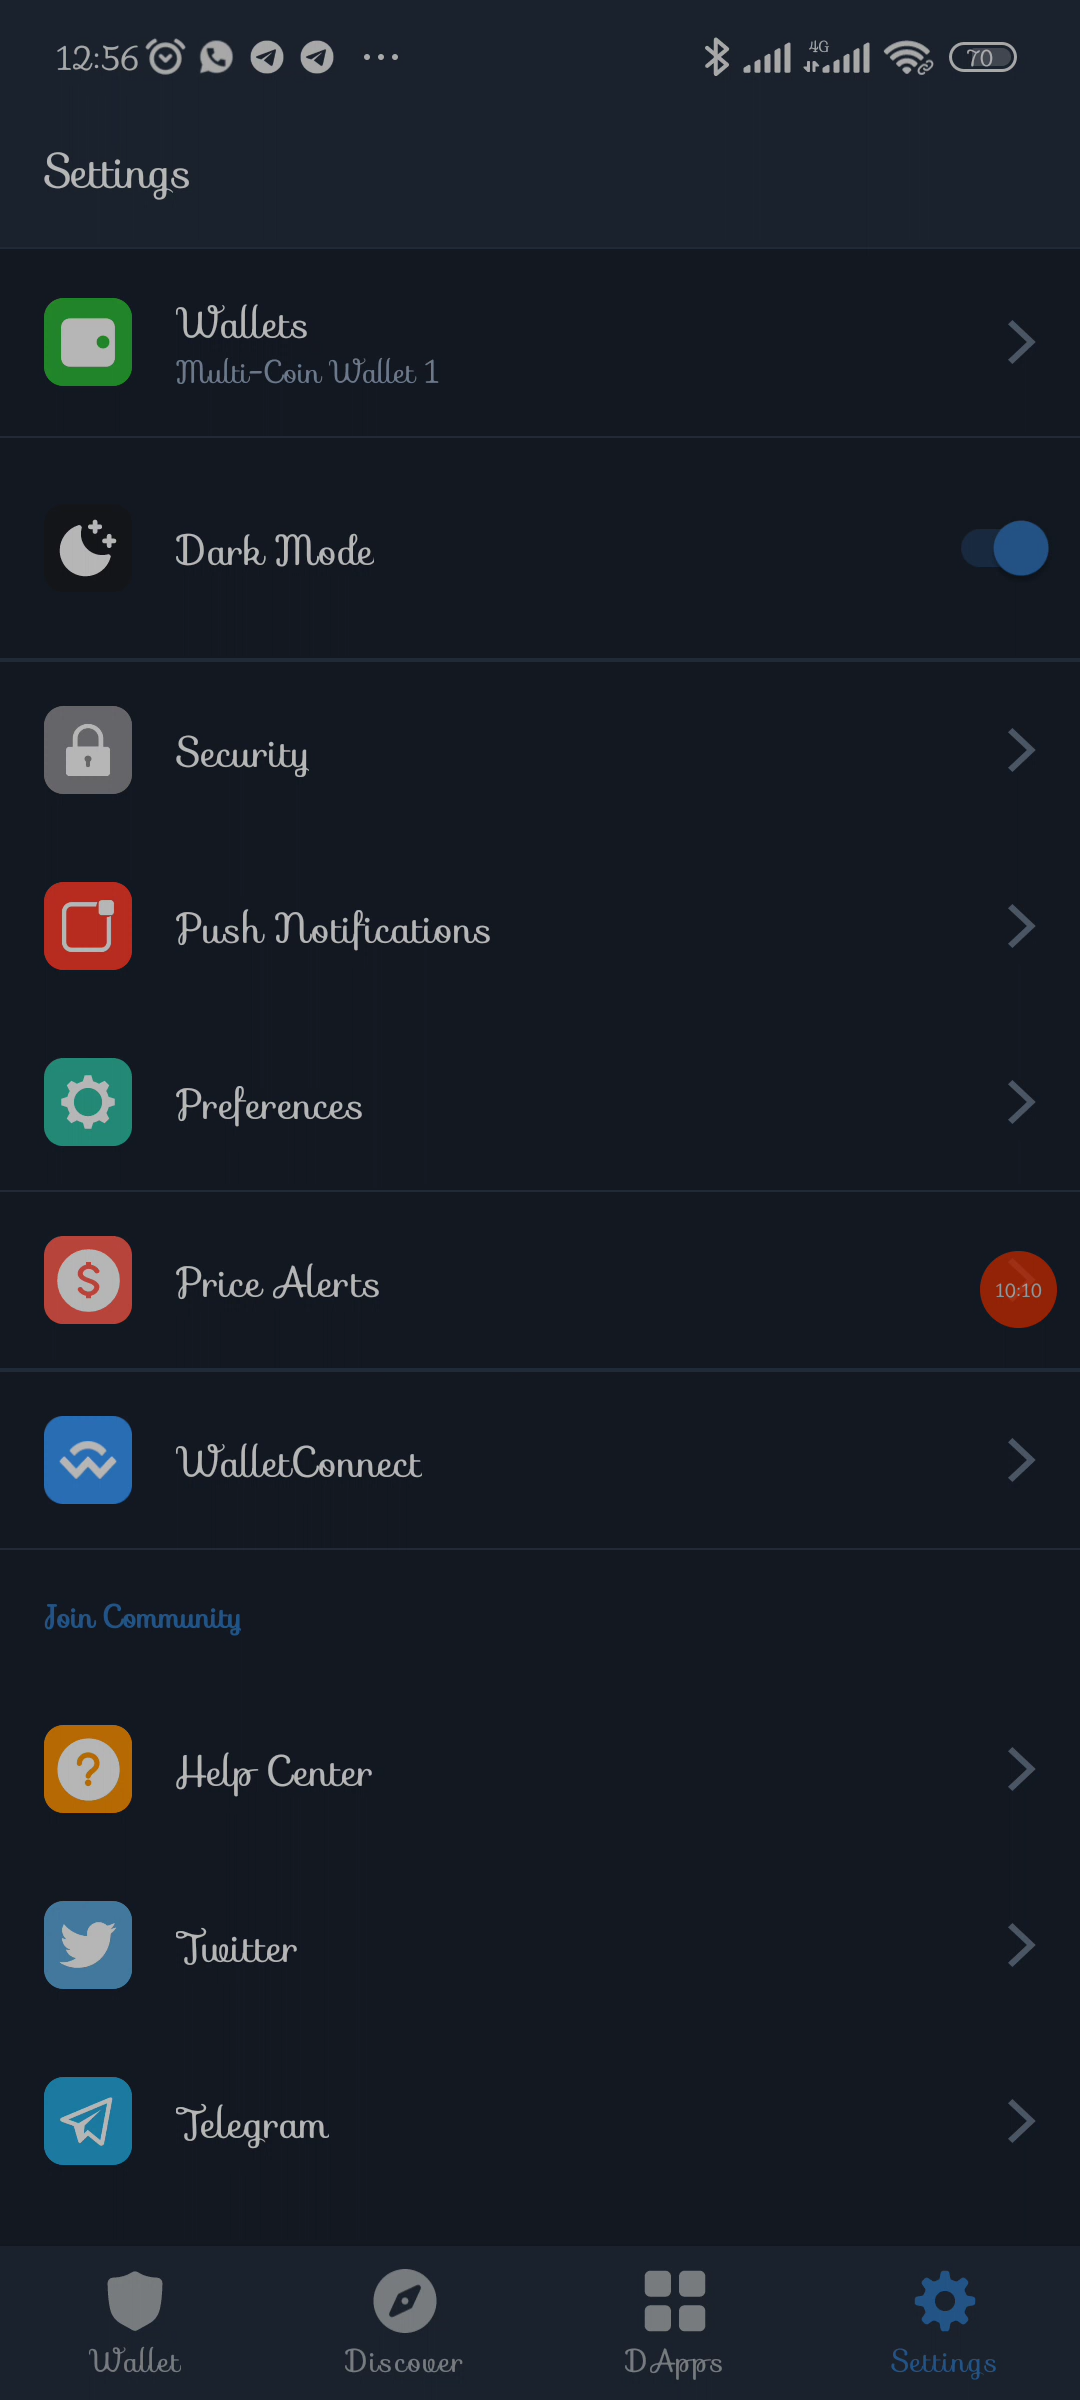 12:56 4G 70
Settings
Wallets
Multi-Coin Wallet 1
Dark Mode
Security
Push Notifications
Preferences
Price Alerts
10:10
WalletConnect
Join Community
Help Center
Twitter
Telegram
Wallet Discover DApps Settings